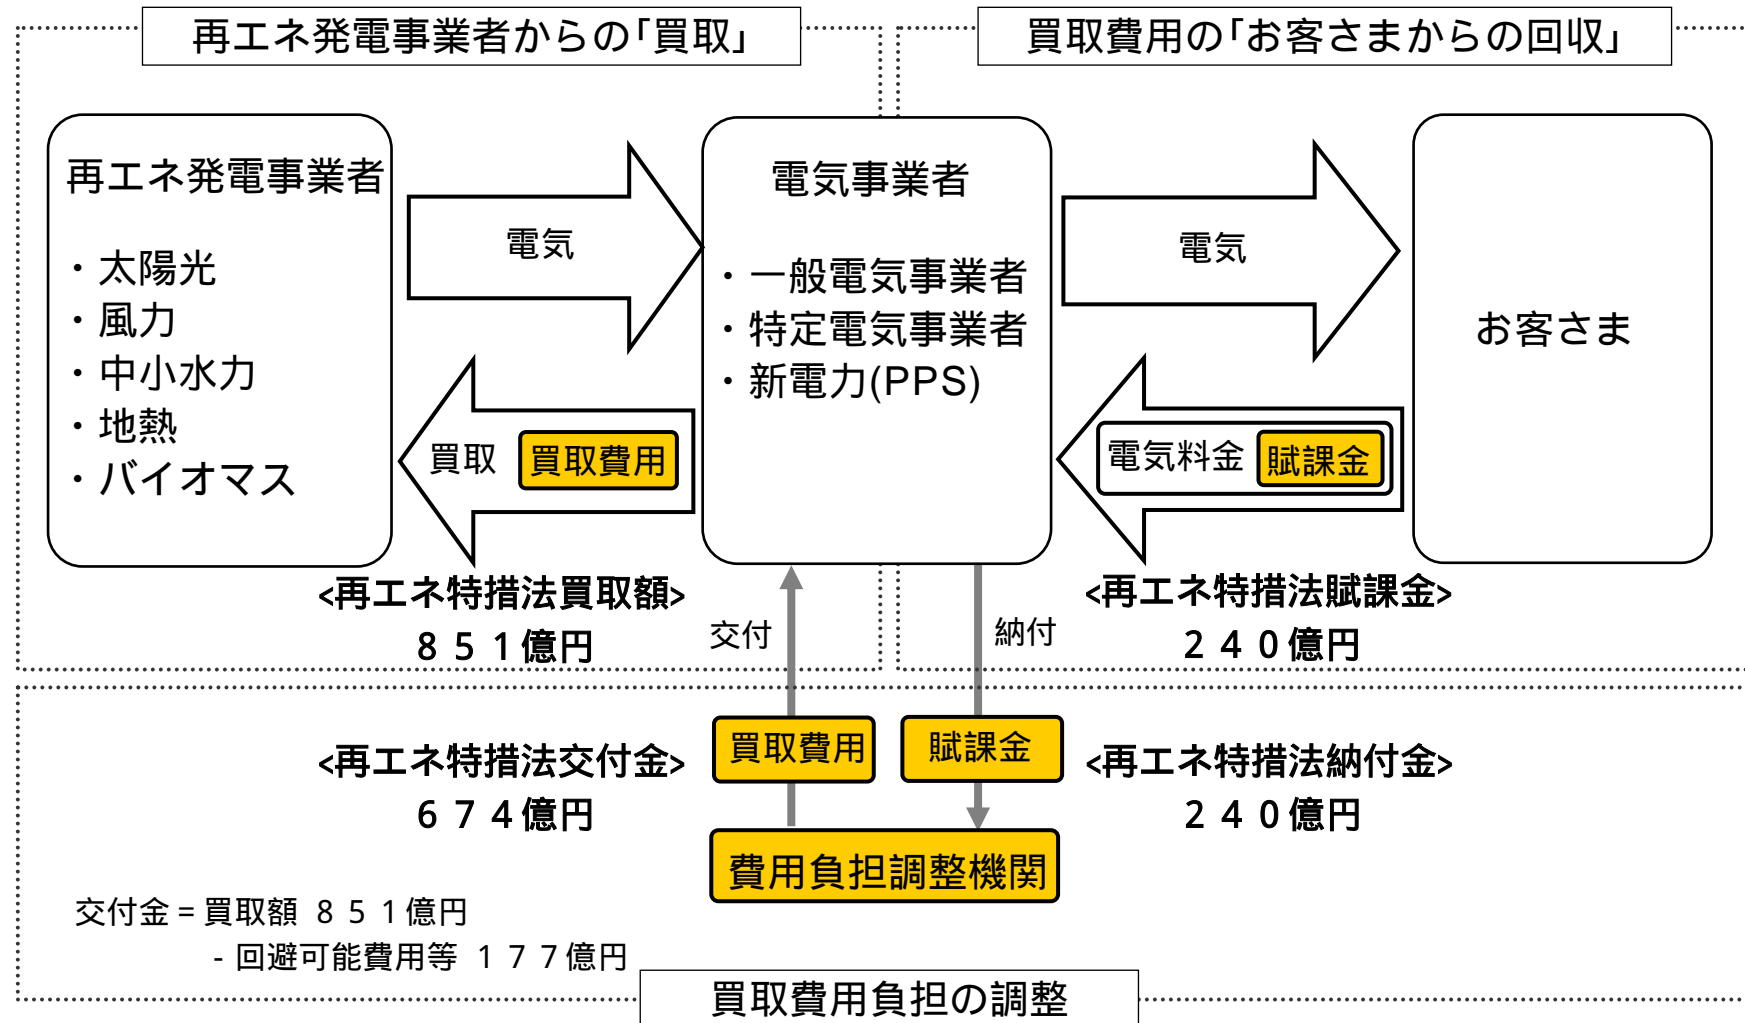 再エネ発電事業者からの「買取」
買取費用の「お客さまからの回収」
再エネ発電事業者
・太陽光
・風力
・中小水力
・地熱
・バイオマス
電気
買取
買取費用
電気事業者
・一般電気事業者
・特定電気事業者
・新電力(PPS)
電気
電気料金
賦課金
お客さま
<再エネ特措法買取額>
８５１億円
交付
納付
<再エネ特措法賦課金>
２４０億円
<再エネ特措法交付金>
６７４億円
買取費用
賦課金
<再エネ特措法納付金>
２４０億円
費用負担調整機関
交付金＝買取額 ８５１億円
- 回避可能費用等 １７７億円
買取費用負担の調整